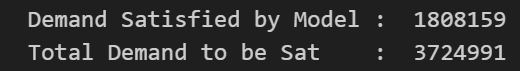 Demand Satisfied by Model :  1808159
Total Demand to be Sat    :  3724991